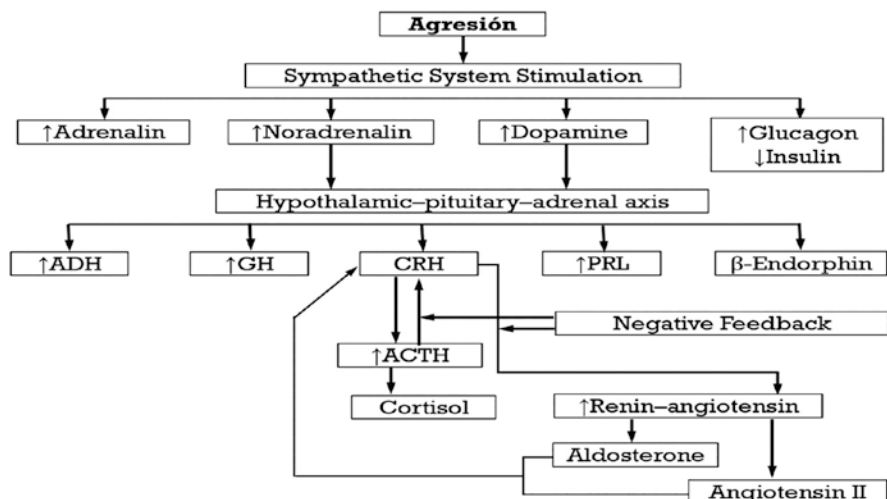 Agresión
Sympathetic System Stimulation
↑Adrenalin
↑Noradrenalin
↑Dopamine
↑Glucagon
↓Insulin
Hypothalamic–pituitary–adrenal axis
↑ADH
↑GH
CRH
↑PRL
β-Endorphin
Negative Feedback
↑ACTH
Cortisol
↑Renin–angiotensin
Aldosterone
Angiotensin II